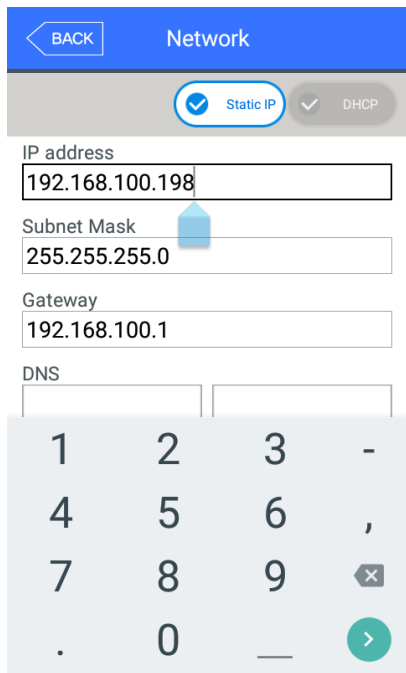 BACK Network
Static IP DHCP
IP address
192.168.100.198
Subnet Mask
255.255.255.0
Gateway
192.168.100.1
DNS
1 2 3 -
4 5 6 ,
7 8 9
. 0 _